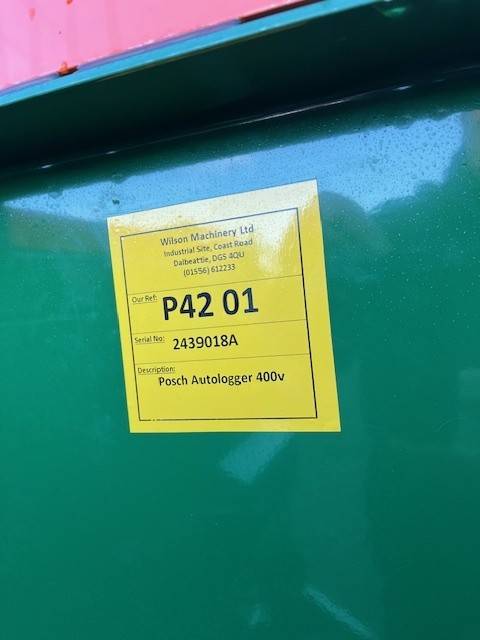 Wilson Machinery Ltd
Industrial Site, Coast Road
Dalbeattie, DG5 4QU
(01556) 612233
Our Ref: P42 01
Serial No: 2439018A
Description:
Posch Autologger 400v